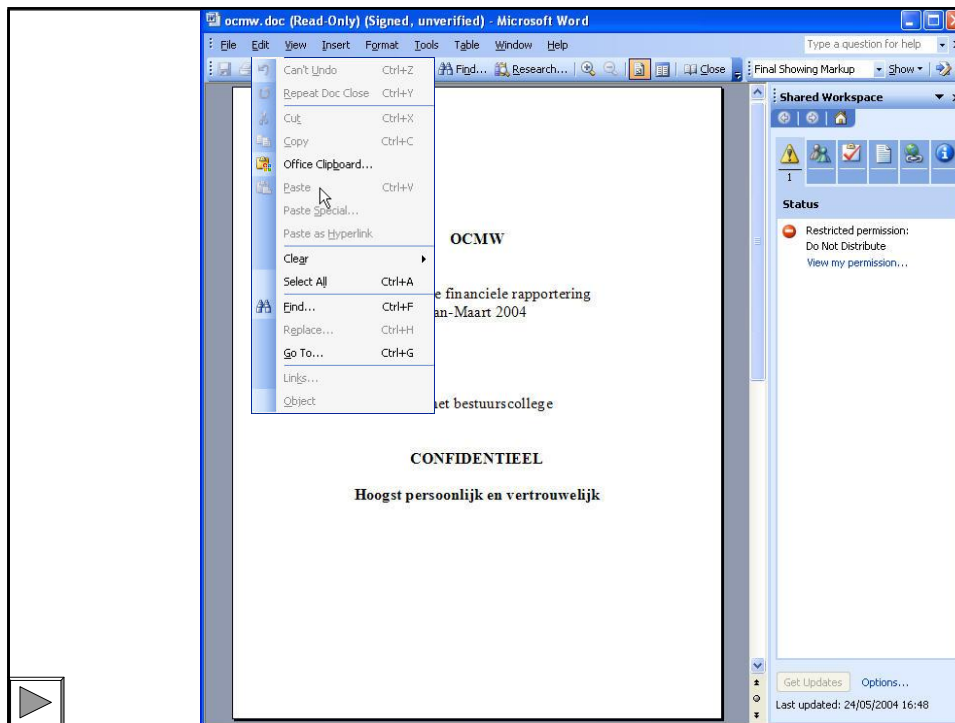 ocmw.doc (Read-Only) (Signed, unverified) - Microsoft Word
File Edit View Insert Format Tools Table Window Help
Type a question for help
Find... Research... Close Final Showing Markup Show
Can't Undo Ctrl+Z
Repeat Doc Close Ctrl+Y
Cut Ctrl+X
Copy Ctrl+C
Office Clipboard...
Paste Ctrl+V
Paste Special...
Paste as Hyperlink
Clear
Select All Ctrl+A
Find... Ctrl+F
Replace... Ctrl+H
Go To... Ctrl+G
Links...
Object
OCMW
e financiele rapportering
an-Maart 2004
et bestuurscollege
CONFIDENTIEEL
Hoogst persoonlijk en vertrouwelijk
Shared Workspace
1
Status
Restricted permission:
Do Not Distribute
View my permission...
Get Updates Options...
Last updated: 24/05/2004 16:48